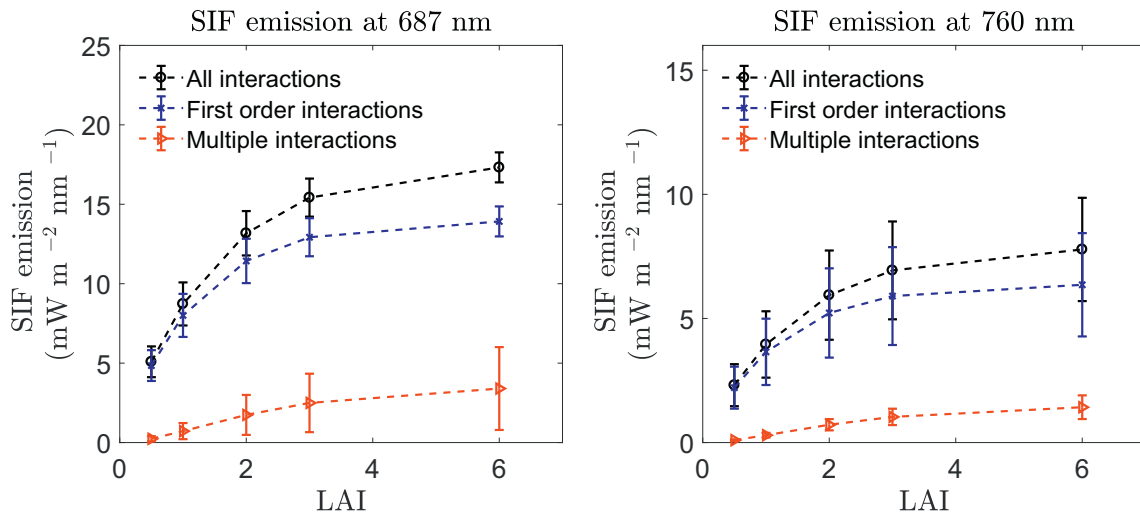 SIF emission at 687 nm
25
20
15
10
5
0
0
2
4
6
All interactions
First order interactions
Multiple interactions
SIF emission
(mW m −2 nm −1)
LAI
SIF emission at 760 nm
15
10
5
0
0
2
4
6
All interactions
First order interactions
Multiple interactions
SIF emission
(mW m −2 nm −1)
LAI